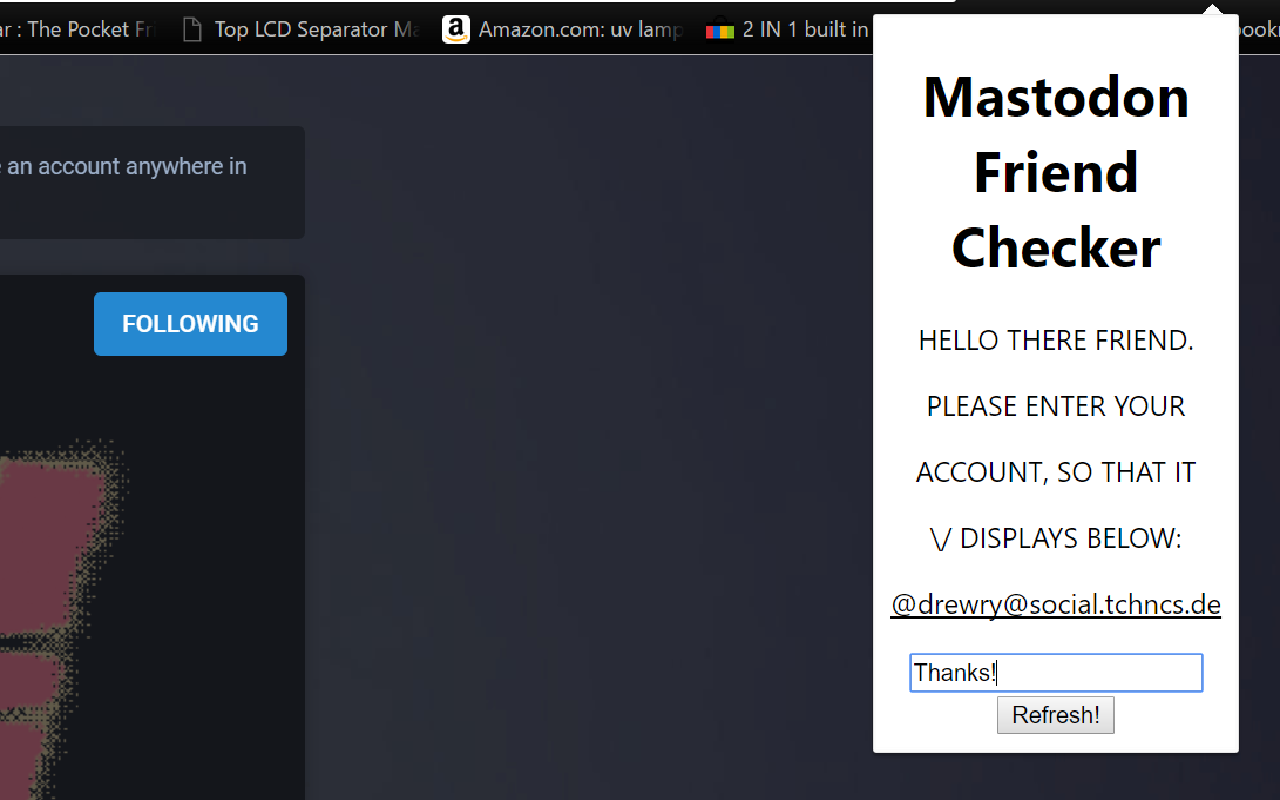 ar : The Pocket Fri
Top LCD Separator Ma
a
Amazon.com: uv lamp
2 IN 1 built in
book
e an account anywhere in
FOLLOWING
Mastodon
Friend
Checker
HELLO THERE FRIEND.
PLEASE ENTER YOUR
ACCOUNT, SO THAT IT
\/ DISPLAYS BELOW:
@drewry@social.tchncs.de
Thanks!
Refresh!